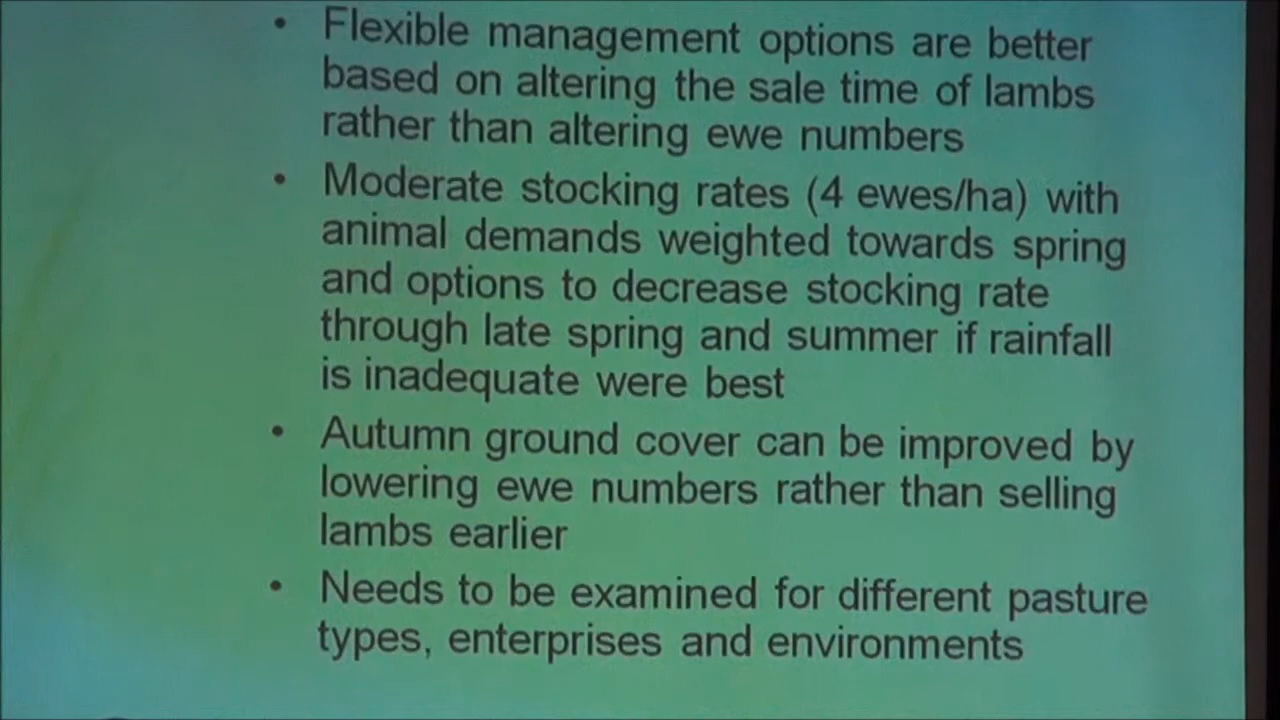 • Flexible management options are better
based on altering the sale time of lambs
rather than altering ewe numbers
• Moderate stocking rates (4 ewes/ha) with
animal demands weighted towards spring
and options to decrease stocking rate
through late spring and summer if rainfall
is inadequate were best
• Autumn ground cover can be improved by
lowering ewe numbers rather than selling
lambs earlier
• Needs to be examined for different pasture
types, enterprises and environments